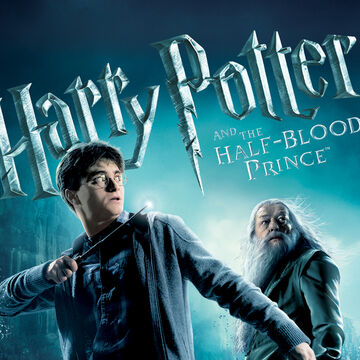 Harry Potter
AND THE
HALF-BLOOD
PRINCE™